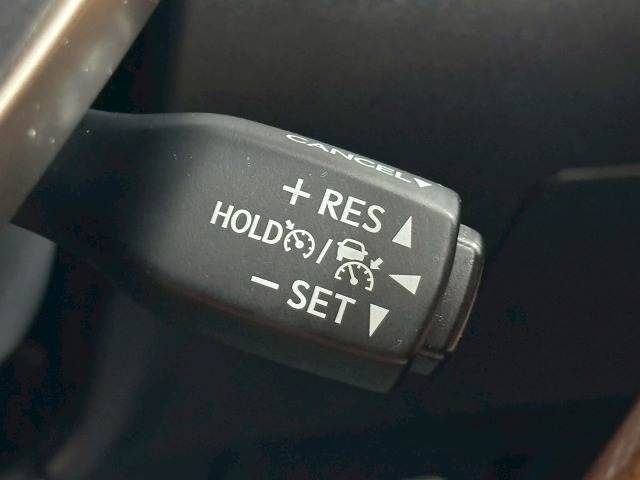 CANCEL▼
+ RES ▲
HOLD / ◀
− SET ▼